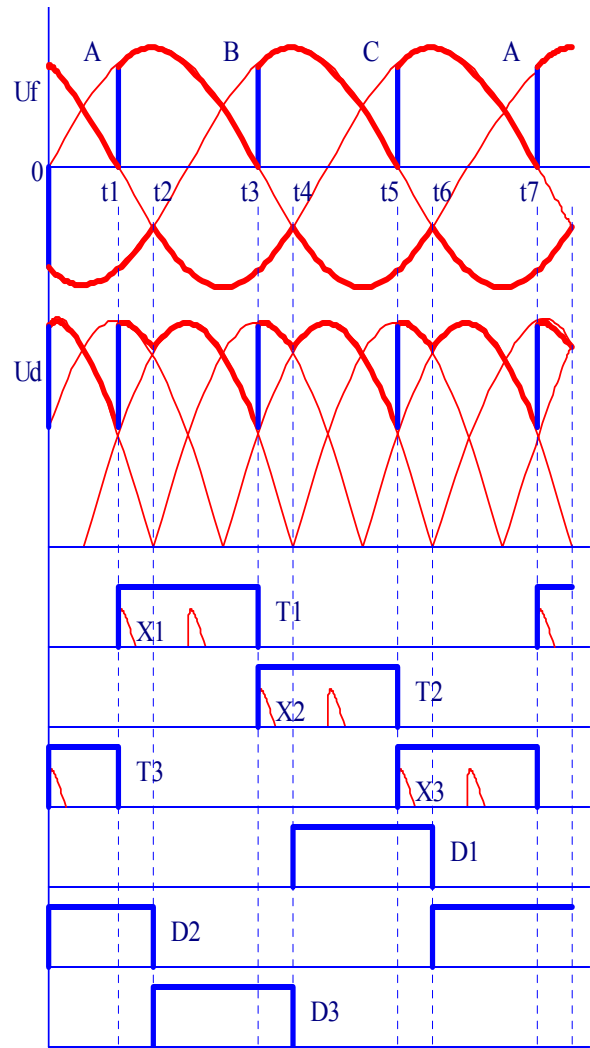 A B C A
Uf
0
t1 t2 t3 t4 t5 t6 t7
Ud
X1 T1
X2 T2
T3 X3
D1
D2
D3